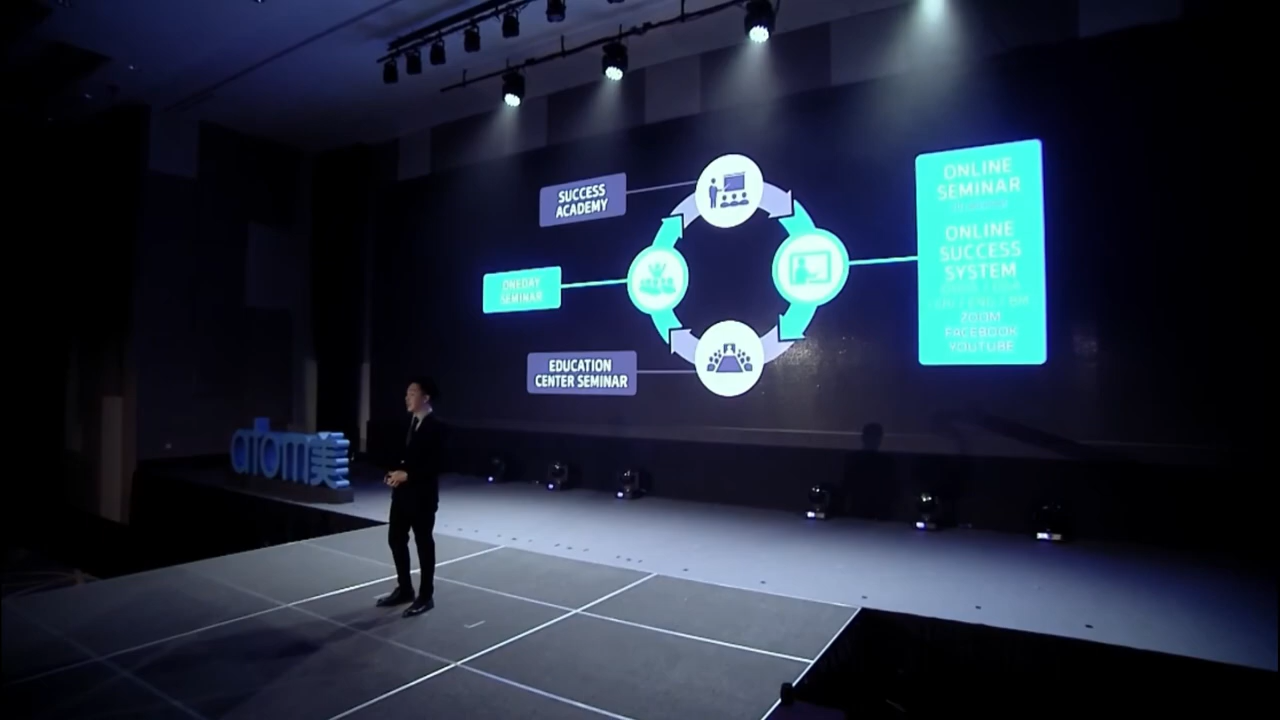 SUCCESS
ACADEMY
ONEDAY
SEMINAR
EDUCATION
CENTER SEMINAR
ONLINE
SEMINAR
ONLINE
SUCCESS
SYSTEM
ZOOM
FACEBOOK
YOUTUBE
atom美